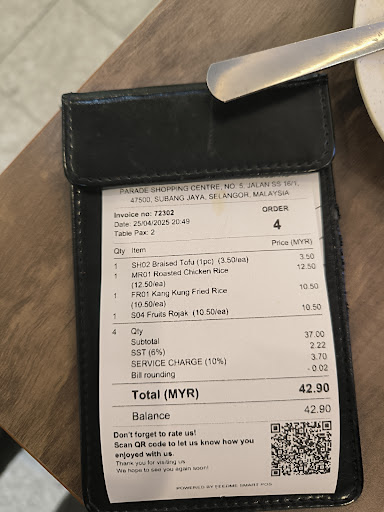 PARADE SHOPPING CENTRE, NO. 5, JALAN SS 16/1,
47500, SUBANG JAYA, SELANGOR, MALAYSIA
Invoice no: 72302 ORDER
Date: 25/04/2025 20:49 4
Table Pax: 2
Qty Item Price (MYR)
1 SH02 Braised Tofu (1pc) (3.50/ea) 3.50
1 MR01 Roasted Chicken Rice 12.50
(12.50/ea)
1 FR01 Kang Kung Fried Rice 10.50
(10.50/ea)
1 S04 Fruits Rojak (10.50/ea) 10.50
4 Qty
Subtotal 37.00
SST (6%) 2.22
SERVICE CHARGE (10%) 3.70
Bill rounding - 0.02
Total (MYR) 42.90
Balance 42.90
Don't forget to rate us!
Scan QR code to let us know how you
enjoyed with us.
Thank you for visiting us
We hope to see you again soon!
POWERED BY FEEDME SMART POS